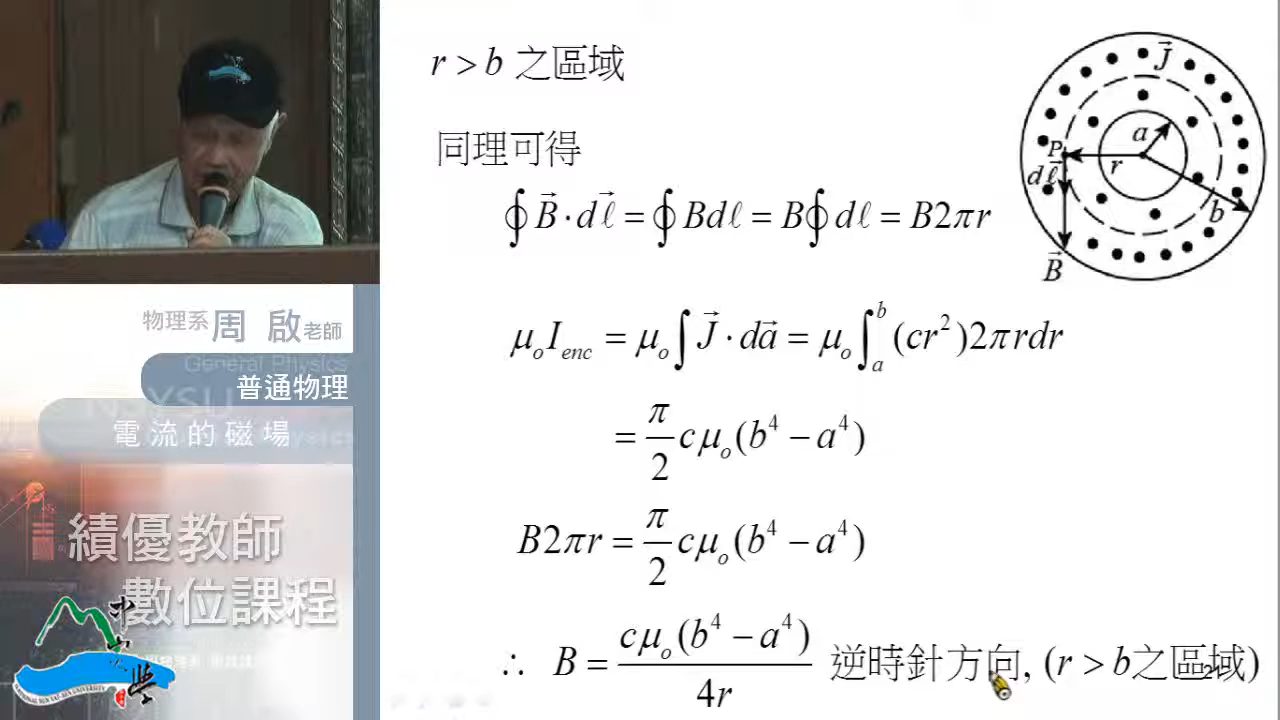 r > b 之區域
同理可得
∮ B⃗ · dℓ⃗ = ∮ Bdℓ = B∮ dℓ = B2πr
μₒI_enc = μₒ∫ J⃗ · da⃗ = μₒ∫ₐᵇ (cr²)2πrdr
= π/2 cμₒ(b⁴ − a⁴)
B2πr = π/2 cμₒ(b⁴ − a⁴)
∴ B = cμₒ(b⁴ − a⁴)/4r 逆時針方向, (r > b之區域)
J⃗
a
P
r
dℓ⃗
b
B⃗
物理系周 啟老師
General Physics
普通物理
NSYSU
電流的磁場
績優教師
數位課程